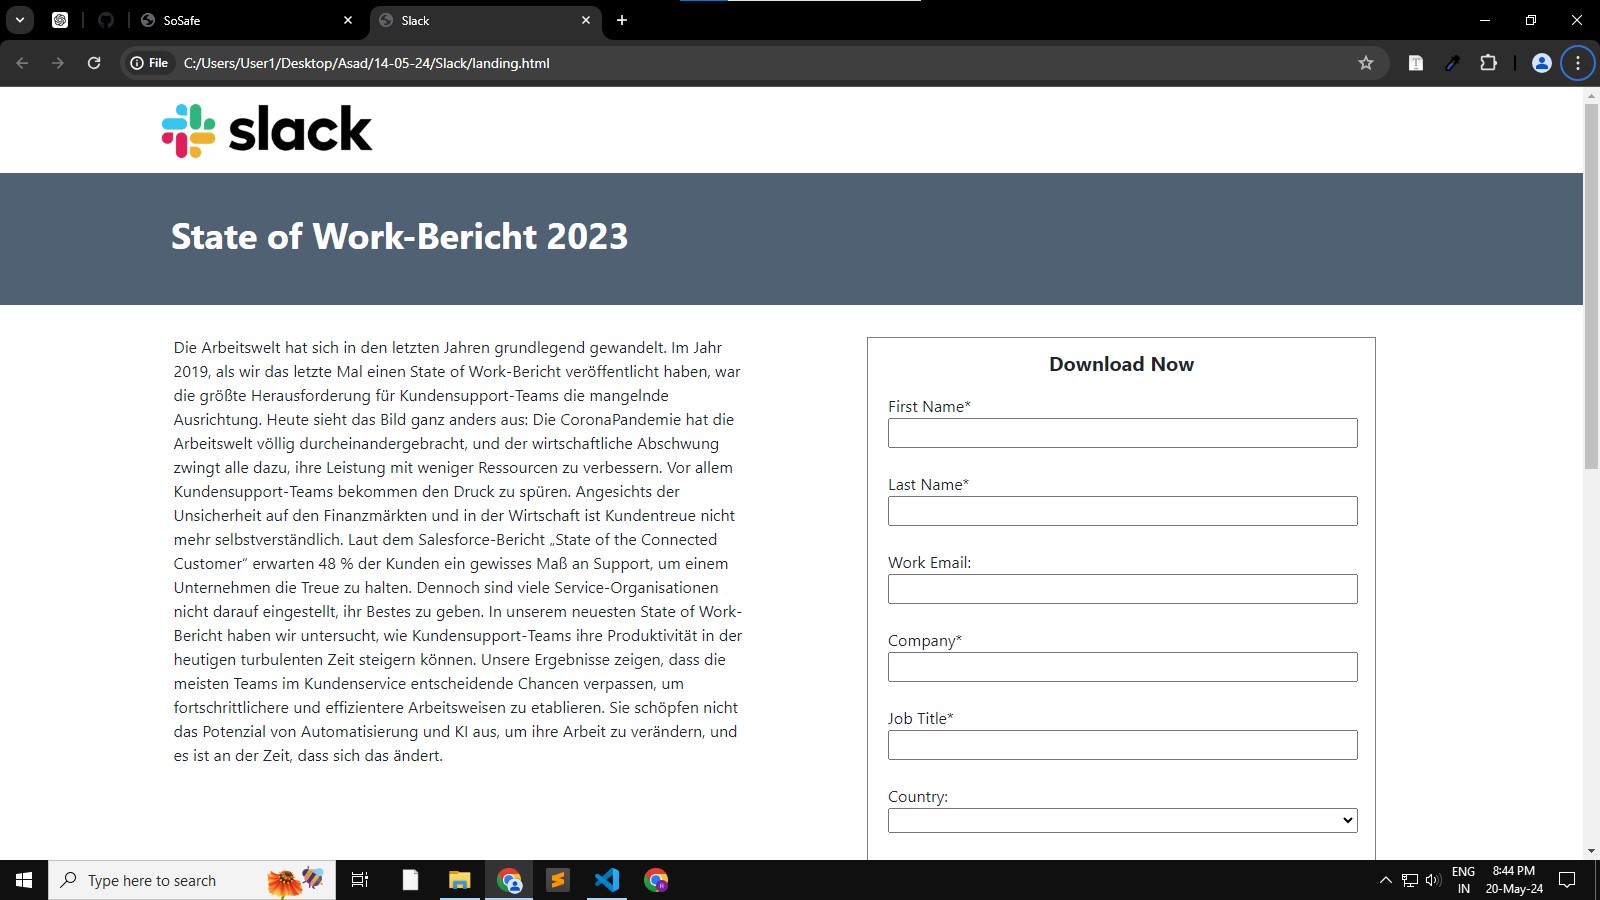 SoSafe
Slack
File
C:/Users/User1/Desktop/Asad/14-05-24/Slack/landing.html
slack
State of Work-Bericht 2023
Die Arbeitswelt hat sich in den letzten Jahren grundlegend gewandelt. Im Jahr
2019, als wir das letzte Mal einen State of Work-Bericht veröffentlicht haben, war
die größte Herausforderung für Kundensupport-Teams die mangelnde
Ausrichtung. Heute sieht das Bild ganz anders aus: Die CoronaPandemie hat die
Arbeitswelt völlig durcheinandergebracht, und der wirtschaftliche Abschwung
zwingt alle dazu, ihre Leistung mit weniger Ressourcen zu verbessern. Vor allem
Kundensupport-Teams bekommen den Druck zu spüren. Angesichts der
Unsicherheit auf den Finanzmärkten und in der Wirtschaft ist Kundentreue nicht
mehr selbstverständlich. Laut dem Salesforce-Bericht „State of the Connected
Customer“ erwarten 48 % der Kunden ein gewisses Maß an Support, um einem
Unternehmen die Treue zu halten. Dennoch sind viele Service-Organisationen
nicht darauf eingestellt, ihr Bestes zu geben. In unserem neuesten State of Work-
Bericht haben wir untersucht, wie Kundensupport-Teams ihre Produktivität in der
heutigen turbulenten Zeit steigern können. Unsere Ergebnisse zeigen, dass die
meisten Teams im Kundenservice entscheidende Chancen verpassen, um
fortschrittlichere und effizientere Arbeitsweisen zu etablieren. Sie schöpfen nicht
das Potenzial von Automatisierung und KI aus, um ihre Arbeit zu verändern, und
es ist an der Zeit, dass sich das ändert.
Download Now
First Name*
Last Name*
Work Email:
Company*
Job Title*
Country:
Type here to search
ENG
IN
8:44 PM
20-May-24